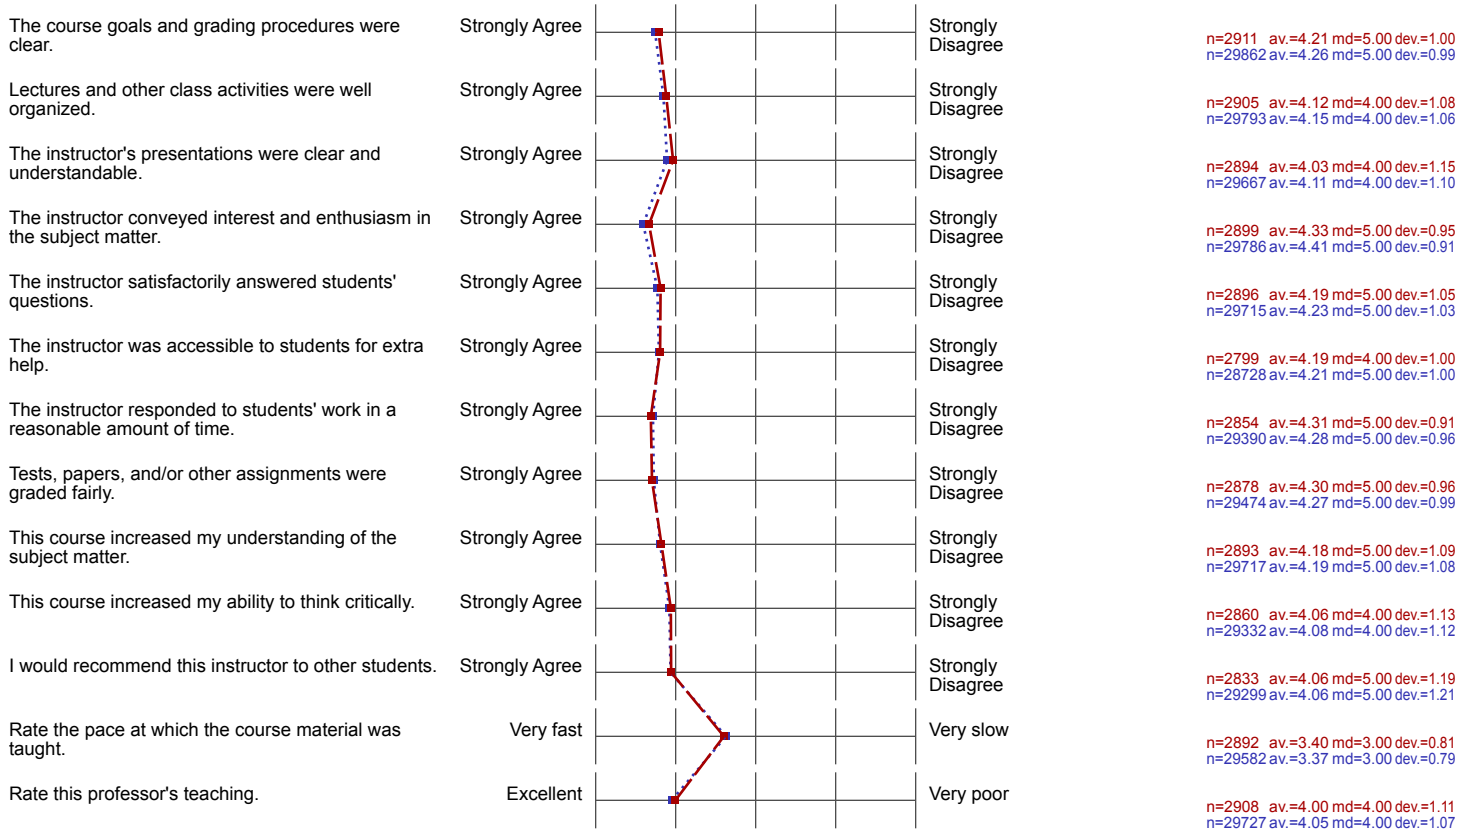 The course goals and grading procedures were
clear.
Strongly Agree
Strongly
Disagree
n=2911 av.=4.21 md=5.00 dev.=1.00
n=29862 av.=4.26 md=5.00 dev.=0.99
Lectures and other class activities were well
organized.
Strongly Agree
Strongly
Disagree
n=2905 av.=4.12 md=4.00 dev.=1.08
n=29793 av.=4.15 md=4.00 dev.=1.06
The instructor's presentations were clear and
understandable.
Strongly Agree
Strongly
Disagree
n=2894 av.=4.03 md=4.00 dev.=1.15
n=29667 av.=4.11 md=4.00 dev.=1.10
The instructor conveyed interest and enthusiasm in
the subject matter.
Strongly Agree
Strongly
Disagree
n=2899 av.=4.33 md=5.00 dev.=0.95
n=29786 av.=4.41 md=5.00 dev.=0.91
The instructor satisfactorily answered students'
questions.
Strongly Agree
Strongly
Disagree
n=2896 av.=4.19 md=5.00 dev.=1.05
n=29715 av.=4.23 md=5.00 dev.=1.03
The instructor was accessible to students for extra
help.
Strongly Agree
Strongly
Disagree
n=2799 av.=4.19 md=4.00 dev.=1.00
n=28728 av.=4.21 md=5.00 dev.=1.00
The instructor responded to students' work in a
reasonable amount of time.
Strongly Agree
Strongly
Disagree
n=2854 av.=4.31 md=5.00 dev.=0.91
n=29390 av.=4.28 md=5.00 dev.=0.96
Tests, papers, and/or other assignments were
graded fairly.
Strongly Agree
Strongly
Disagree
n=2878 av.=4.30 md=5.00 dev.=0.96
n=29474 av.=4.27 md=5.00 dev.=0.99
This course increased my understanding of the
subject matter.
Strongly Agree
Strongly
Disagree
n=2893 av.=4.18 md=5.00 dev.=1.09
n=29717 av.=4.19 md=5.00 dev.=1.08
This course increased my ability to think critically.
Strongly Agree
Strongly
Disagree
n=2860 av.=4.06 md=4.00 dev.=1.13
n=29332 av.=4.08 md=4.00 dev.=1.12
I would recommend this instructor to other students.
Strongly Agree
Strongly
Disagree
n=2833 av.=4.06 md=5.00 dev.=1.19
n=29299 av.=4.06 md=5.00 dev.=1.21
Rate the pace at which the course material was
taught.
Very fast
Very slow
n=2892 av.=3.40 md=3.00 dev.=0.81
n=29582 av.=3.37 md=3.00 dev.=0.79
Rate this professor's teaching.
Excellent
Very poor
n=2908 av.=4.00 md=4.00 dev.=1.11
n=29727 av.=4.05 md=4.00 dev.=1.07